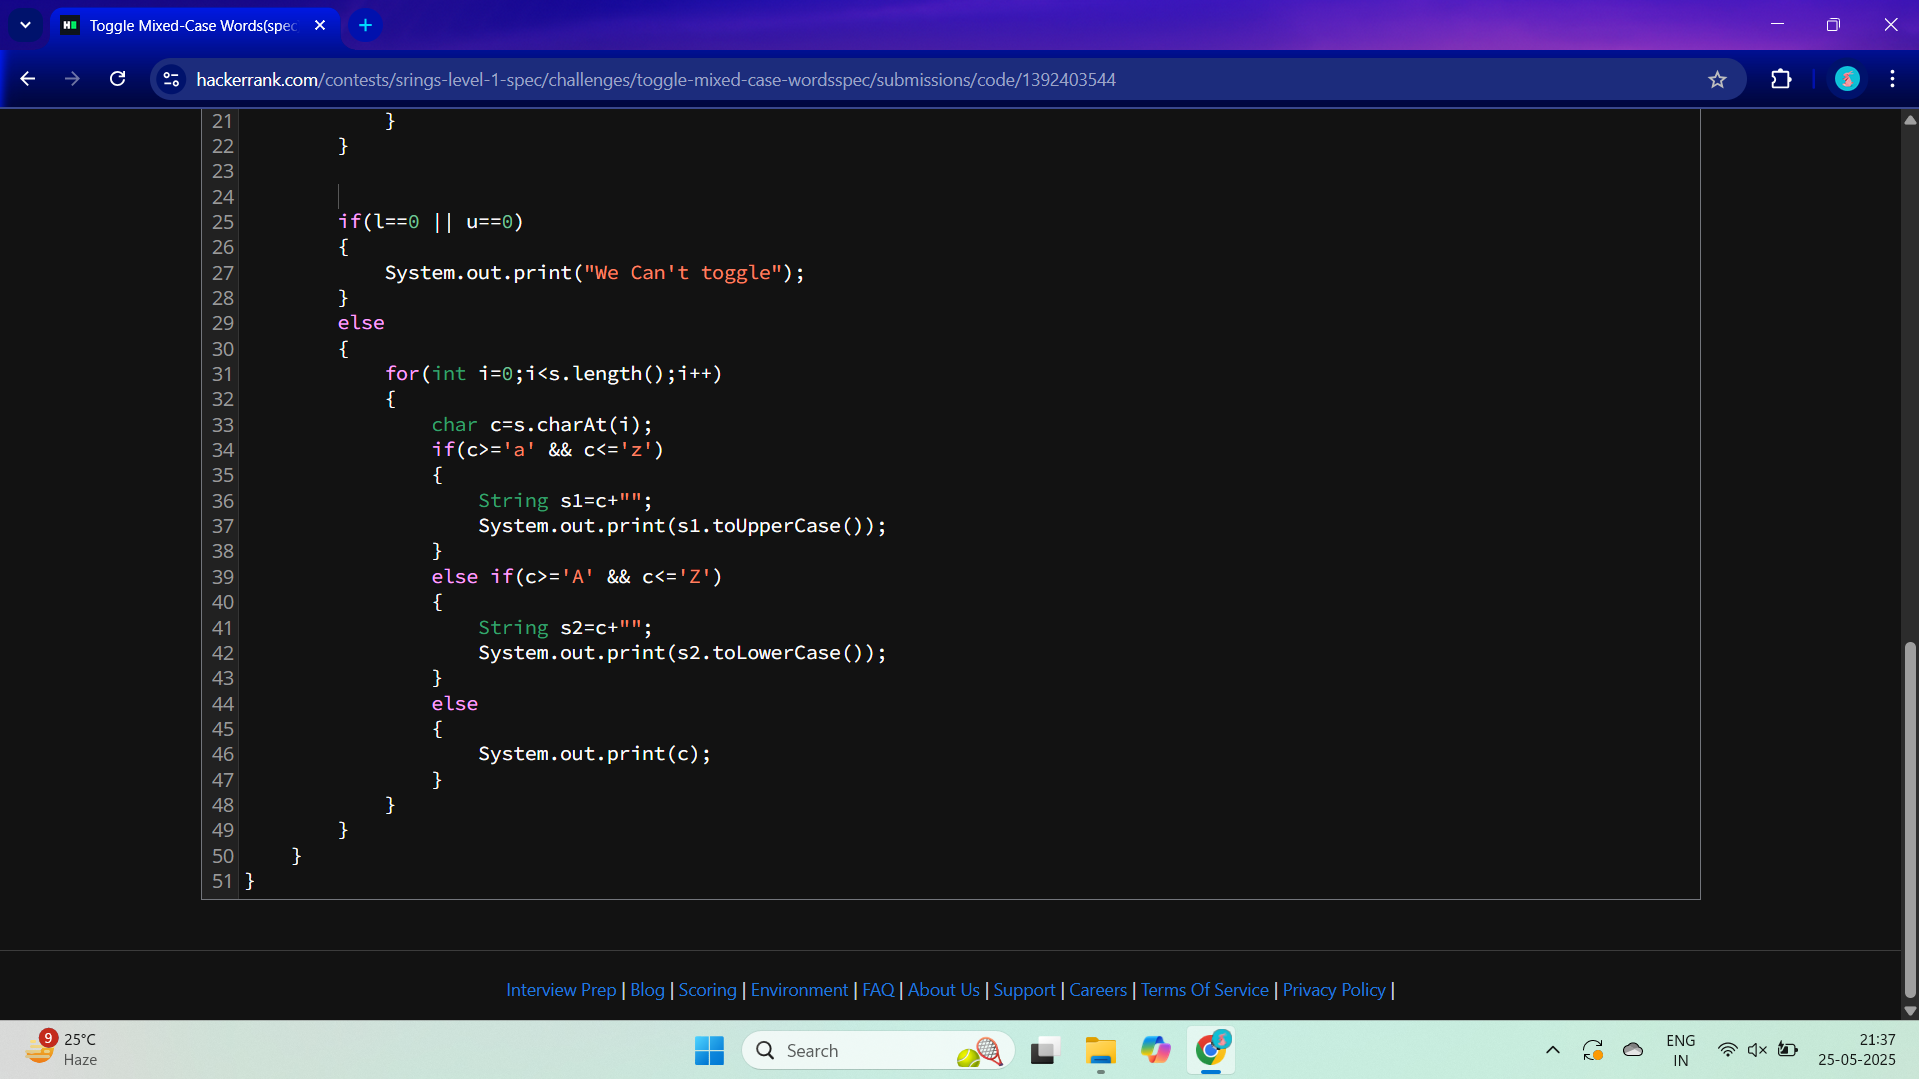 Toggle Mixed-Case Words(spec
hackerrank.com/contests/srings-level-1-spec/challenges/toggle-mixed-case-wordsspec/submissions/code/1392403544
21 }
22 }
23
24
25 if(l==0 || u==0)
26 {
27 System.out.print("We Can't toggle");
28 }
29 else
30 {
31 for(int i=0;i<s.length();i++)
32 {
33 char c=s.charAt(i);
34 if(c>='a' && c<='z')
35 {
36 String s1=c+"";
37 System.out.print(s1.toUpperCase());
38 }
39 else if(c>='A' && c<='Z')
40 {
41 String s2=c+"";
42 System.out.print(s2.toLowerCase());
43 }
44 else
45 {
46 System.out.print(c);
47 }
48 }
49 }
50 }
51 }
Interview Prep | Blog | Scoring | Environment | FAQ | About Us | Support | Careers | Terms Of Service | Privacy Policy |
9 25°C
Haze
Search
ENG
IN
21:37
25-05-2025